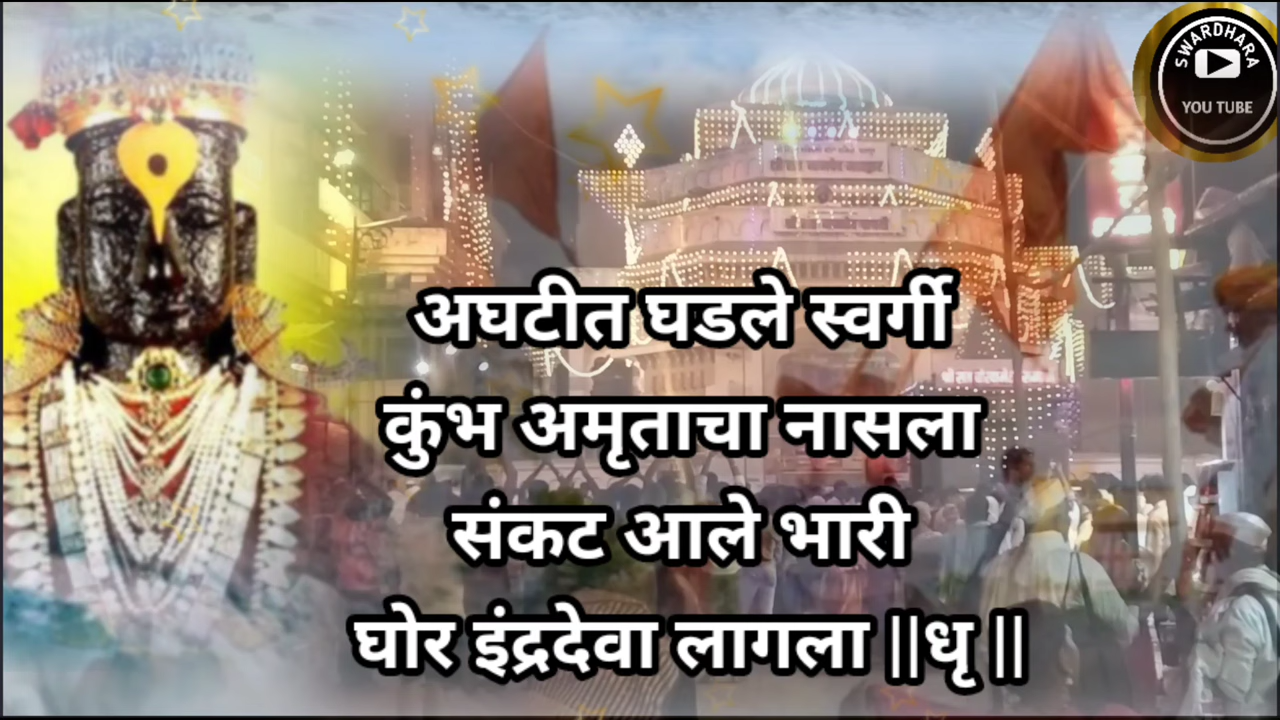 SWARDHARA
YOU TUBE
अघटीत घडले स्वर्गी
कुंभ अमृताचा नासला
संकट आले भारी
घोर इंद्रदेवा लागला ||धृ ||